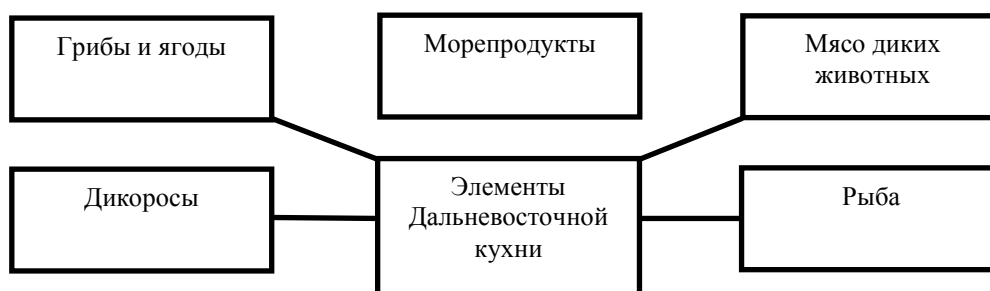 Грибы и ягоды
Морепродукты
Мясо диких
животных
Дикоросы
Элементы
Дальневосточной
кухни
Рыба